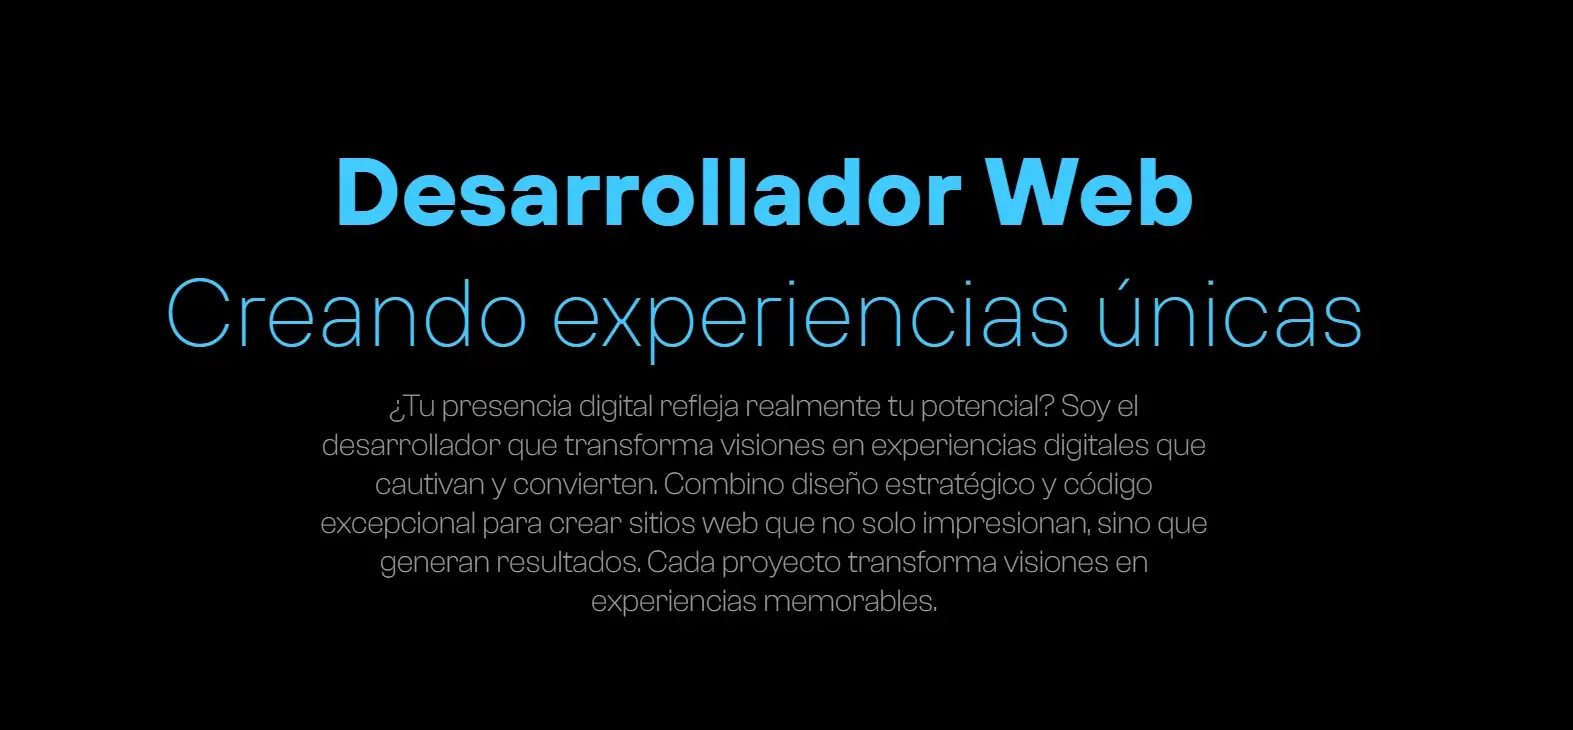 Desarrollador Web
Creando experiencias únicas
¿Tu presencia digital refleja realmente tu potencial? Soy el
desarrollador que transforma visiones en experiencias digitales que
cautivan y convierten. Combino diseño estratégico y código
excepcional para crear sitios web que no solo impresionan, sino que
generan resultados. Cada proyecto transforma visiones en
experiencias memorables.